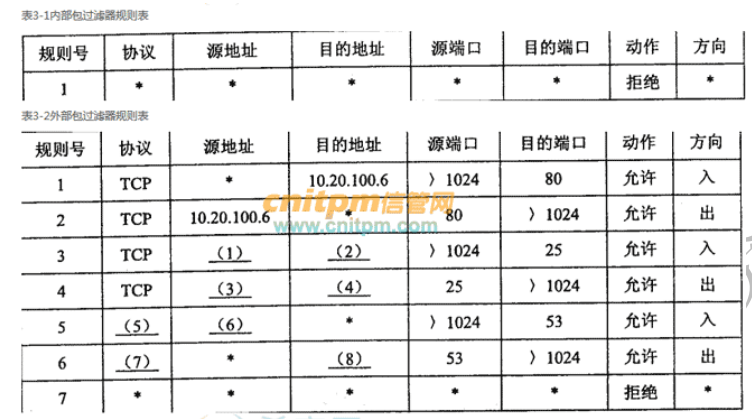 表3-1内部包过滤器规则表
规则号 协议 源地址 目的地址 源端口 目的端口 动作 方向
1 * * * * * 拒绝 *
表3-2外部包过滤器规则表
规则号 协议 源地址 目的地址 源端口 目的端口 动作 方向
1 TCP * 10.20.100.6 〉1024 80 允许 入
2 TCP 10.20.100.6 * 80 〉1024 允许 出
3 TCP (1) (2) 〉1024 25 允许 入
4 TCP (3) (4) 25 〉1024 允许 出
5 (5) (6) * 〉1024 53 允许 入
6 (7) * (8) 53 〉1024 允许 出
7 * * * * * 拒绝 *
cnitpm信管网
www.cnitpm.com